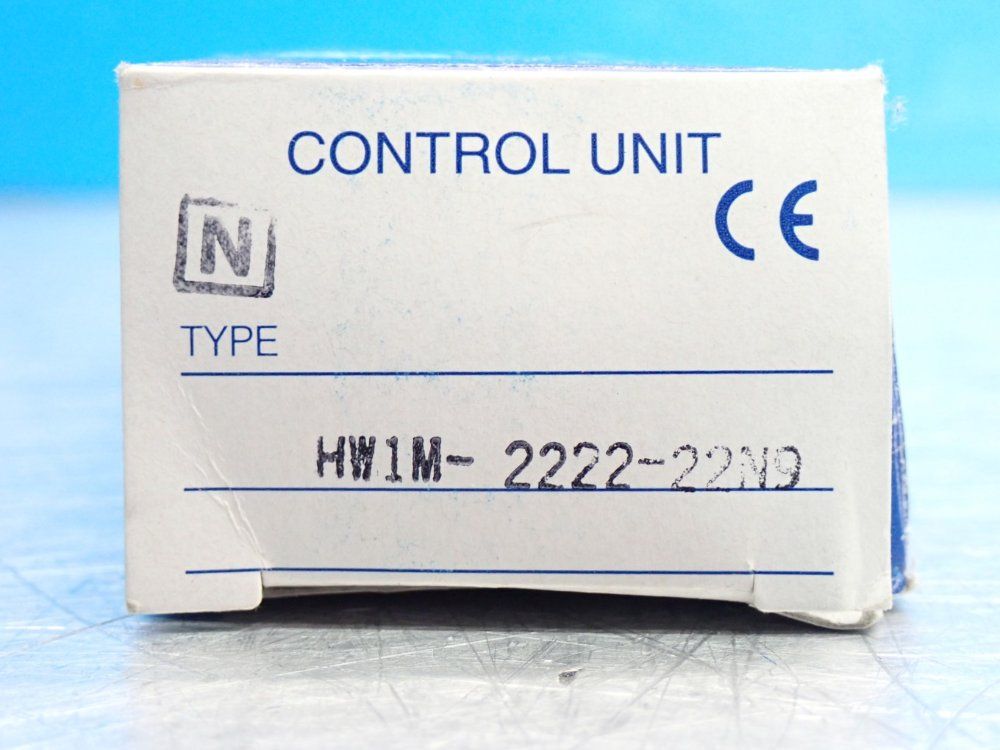 CONTROL UNIT
CE
N
TYPE
HW1M- 2222-22N9